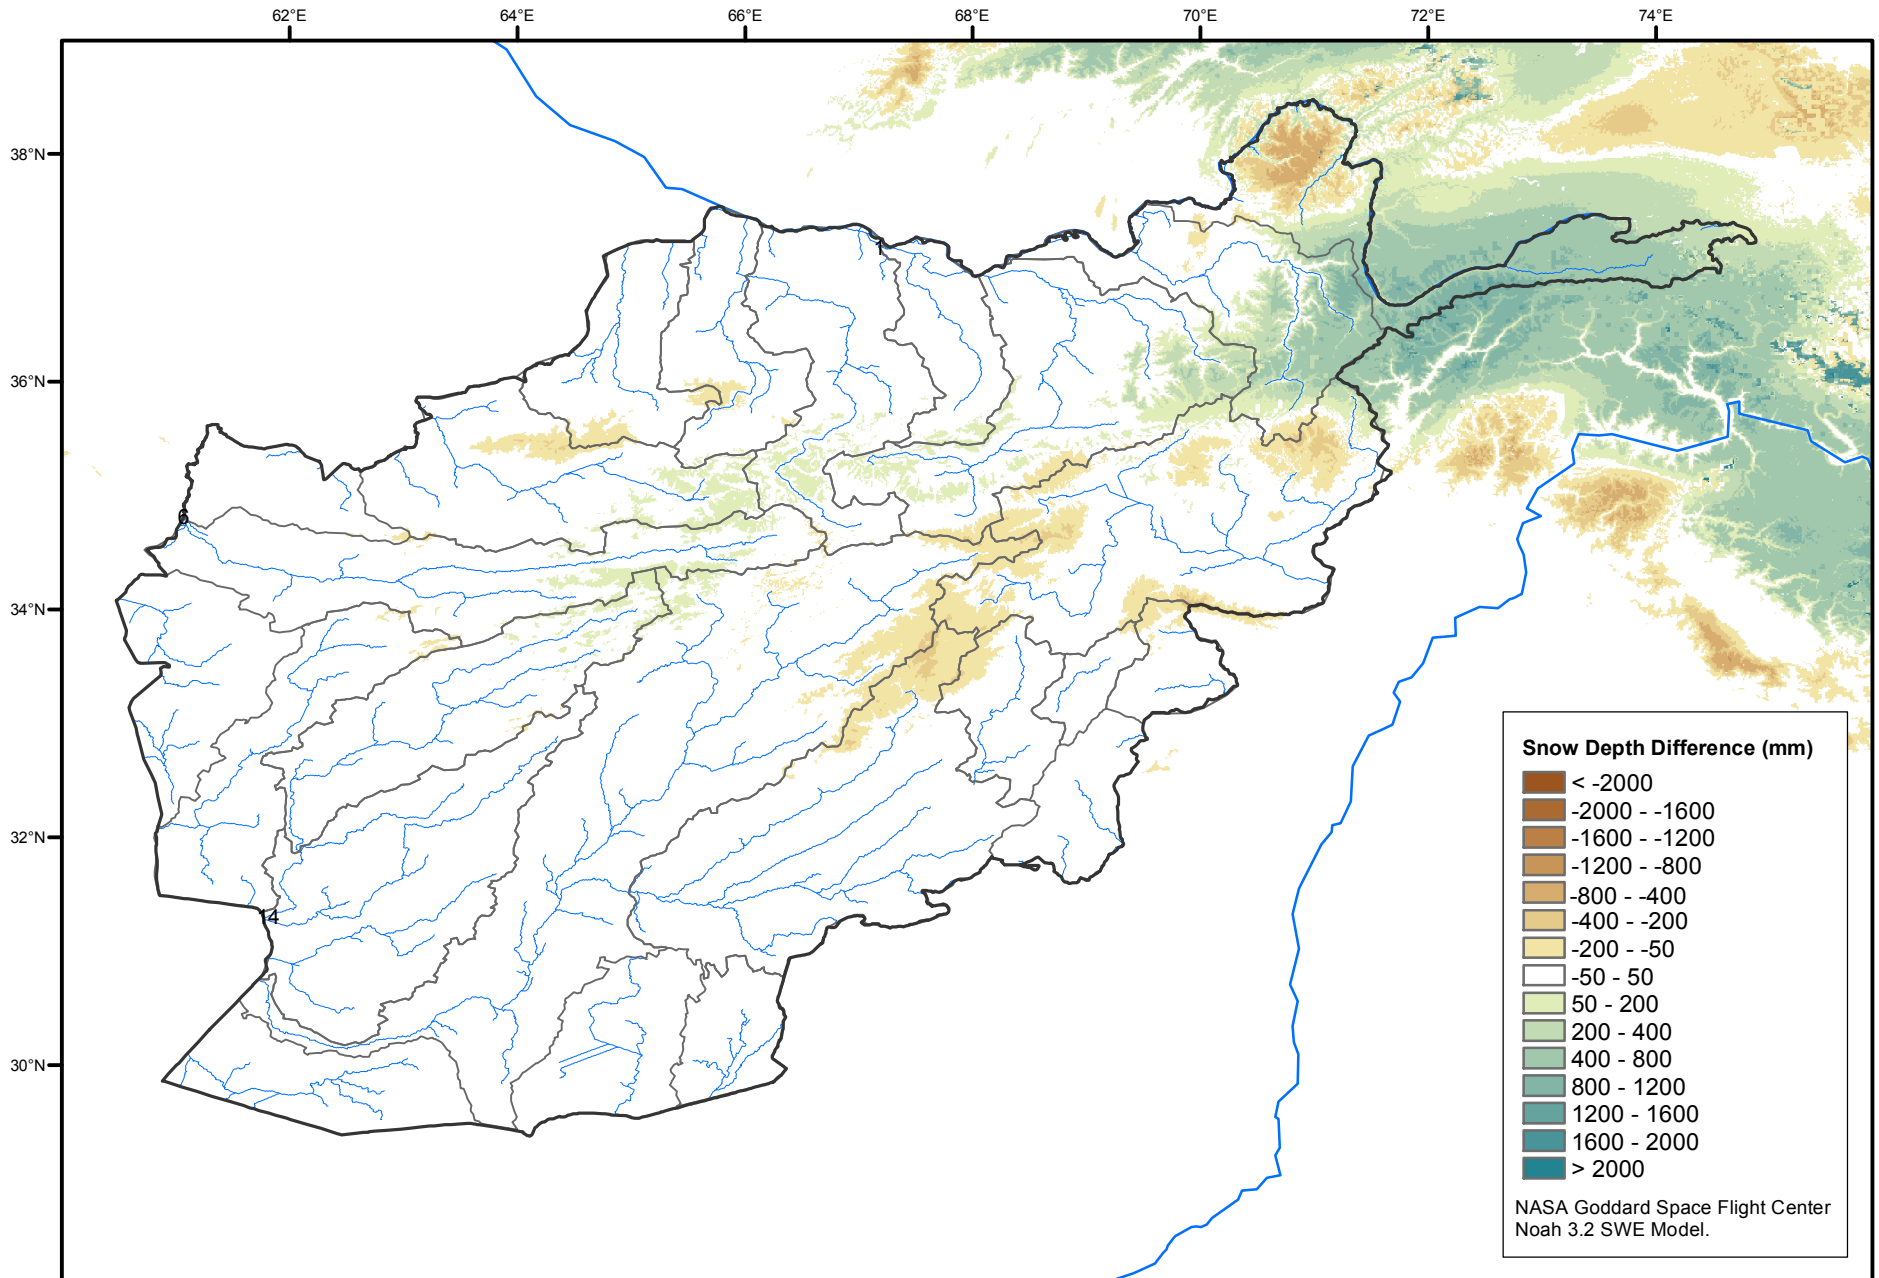 62°E
64°E
66°E
68°E
70°E
72°E
74°E
38°N
36°N
34°N
32°N
30°N
1
6
14
Snow Depth Difference (mm)
< -2000
-2000 - -1600
-1600 - -1200
-1200 - -800
-800 - -400
-400 - -200
-200 - -50
-50 - 50
50 - 200
200 - 400
400 - 800
800 - 1200
1200 - 1600
1600 - 2000
> 2000
NASA Goddard Space Flight Center
Noah 3.2 SWE Model.